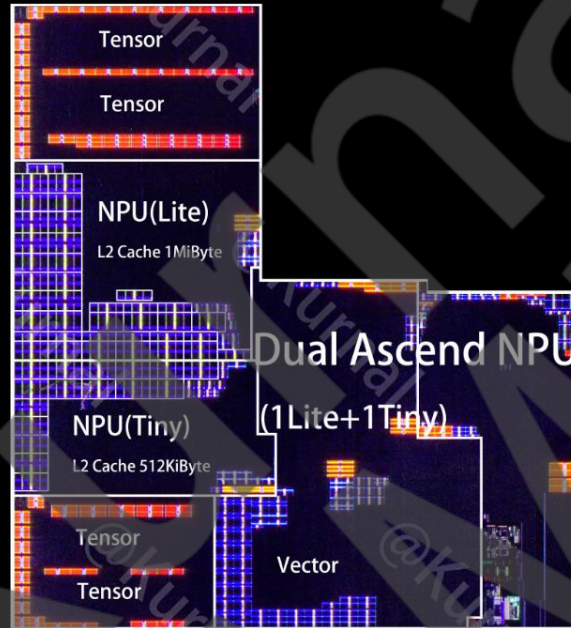 Tensor
Tensor
NPU(Lite)
L2 Cache 1MiByte
Dual Ascend NPU
(1Lite+1Tiny)
NPU(Tiny)
L2 Cache 512KiByte
Tensor
Tensor
Vector
@Kurnal